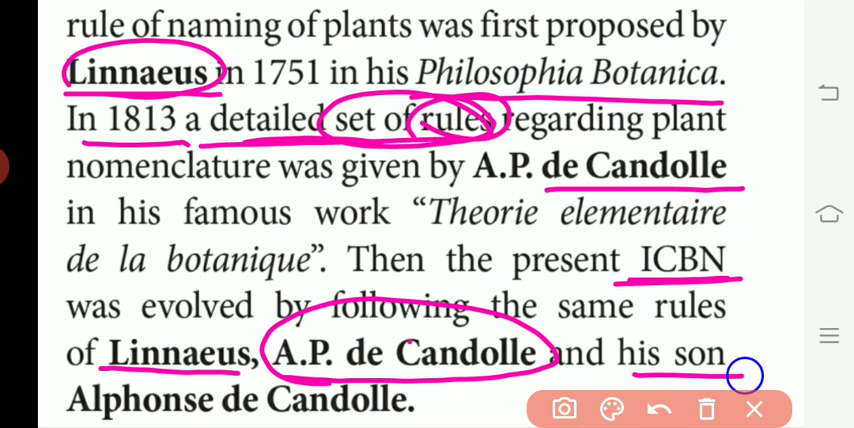 rule of naming of plants was first proposed by
Linnaeus in 1751 in his Philosophia Botanica.
In 1813 a detailed set of rules regarding plant
nomenclature was given by A.P. de Candolle
in his famous work “Theorie elementaire
de la botanique”. Then the present ICBN
was evolved by following the same rules
of Linnaeus, A.P. de Candolle and his son
Alphonse de Candolle.